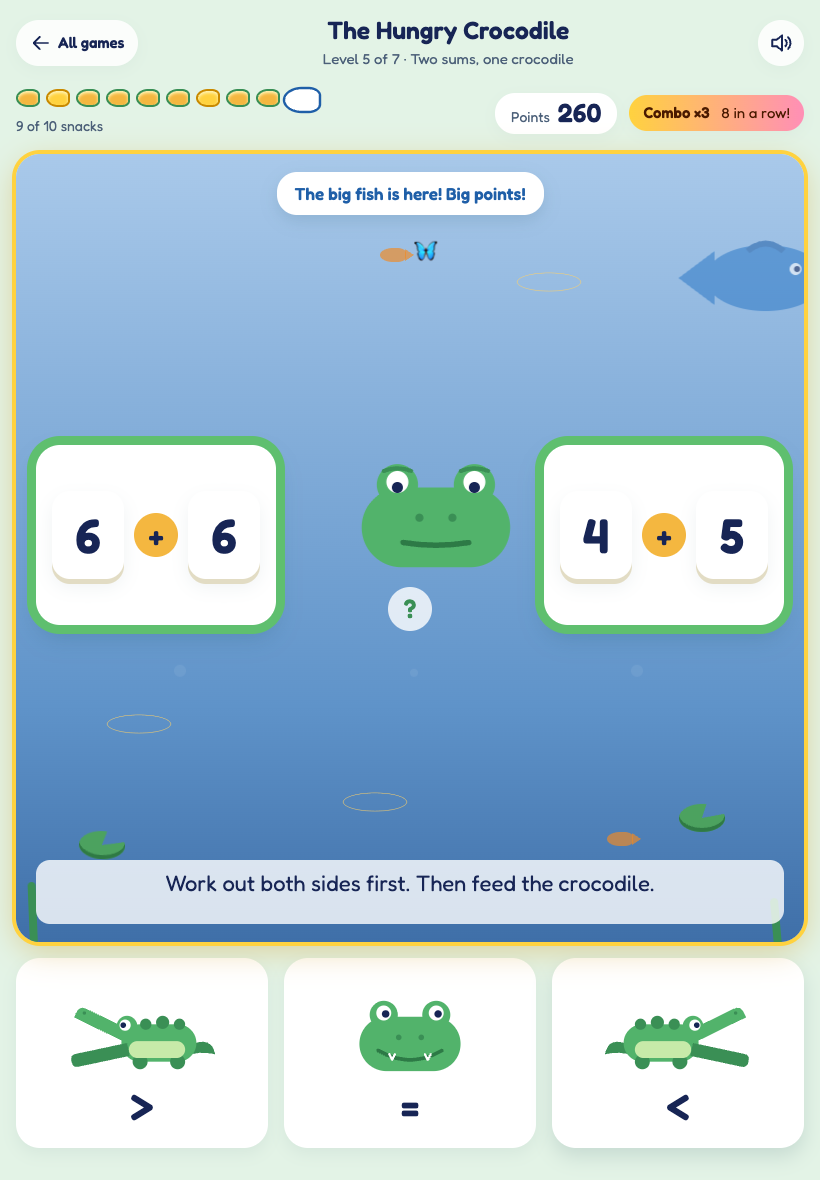 All games
The Hungry Crocodile
Level 5 of 7 · Two sums, one crocodile
9 of 10 snacks
Points 260
Combo ×3 8 in a row!
The big fish is here! Big points!
6 + 6
4 + 5
?
Work out both sides first. Then feed the crocodile.
>
=
<